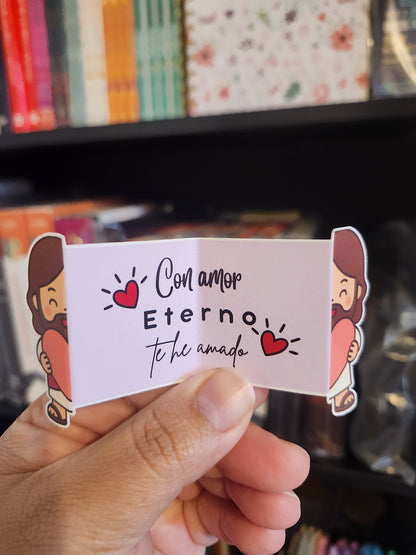 Con amor
Eterno
Te he amado